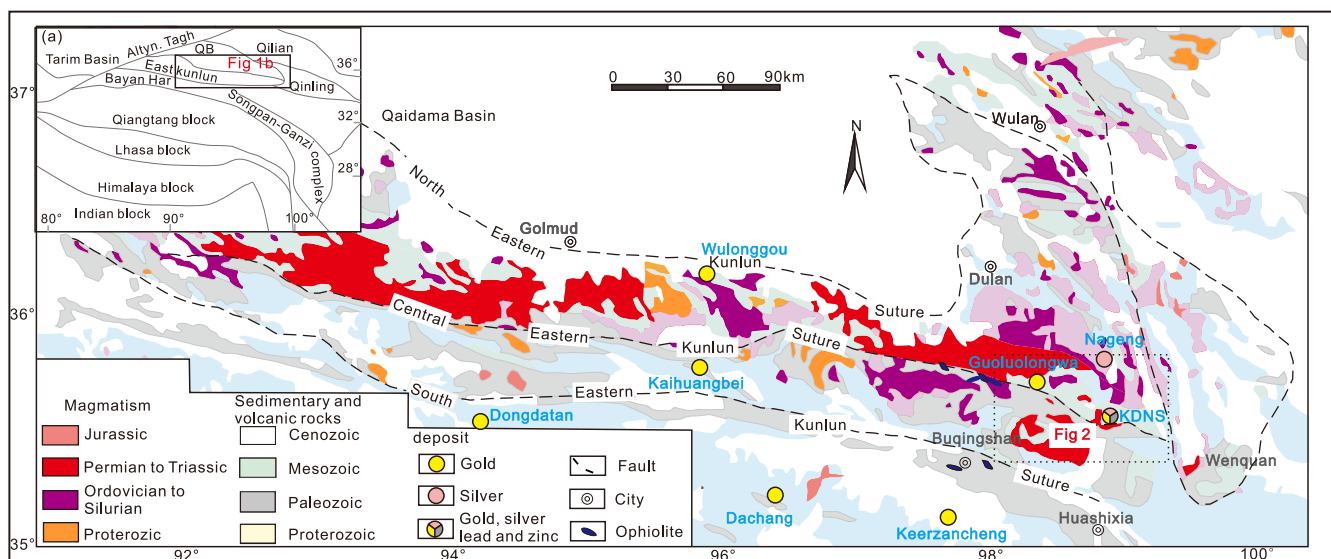 (a)
Altyn. Tagh
QB
Qilian
Tarim Basin
Fig 1b
36°
East kunlun
Bayan Har
Qinling
Songpan-Ganzi complex
Qiangtang block
32°
Lhasa block
28°
Himalaya block
Indian block
80°
90°
100°
0 30 60 90km
N
37°
36°
35°
Qaidama Basin
Wulan
North
Eastern
Kunlun
Suture
Golmud
Wulonggou
Dulan
Central
Eastern
Kunlun
Suture
Nageng
Guoluolongwa
Kaihuangbei
South
Eastern
Kunlun
Suture
Dongdatan
KDNS
Fig 2
Buqingshan
Wenquan
Dachang
Keerzancheng
Huashixia
Magmatism
Jurassic
Permian to Triassic
Ordovician to
Silurian
Proterozic
Sedimentary and
volcanic rocks
Cenozoic
Mesozoic
Paleozoic
Proterozoic
deposit
Gold
Silver
Gold, silver
lead and zinc
Fault
City
Ophiolite
92°
94°
96°
98°
100°